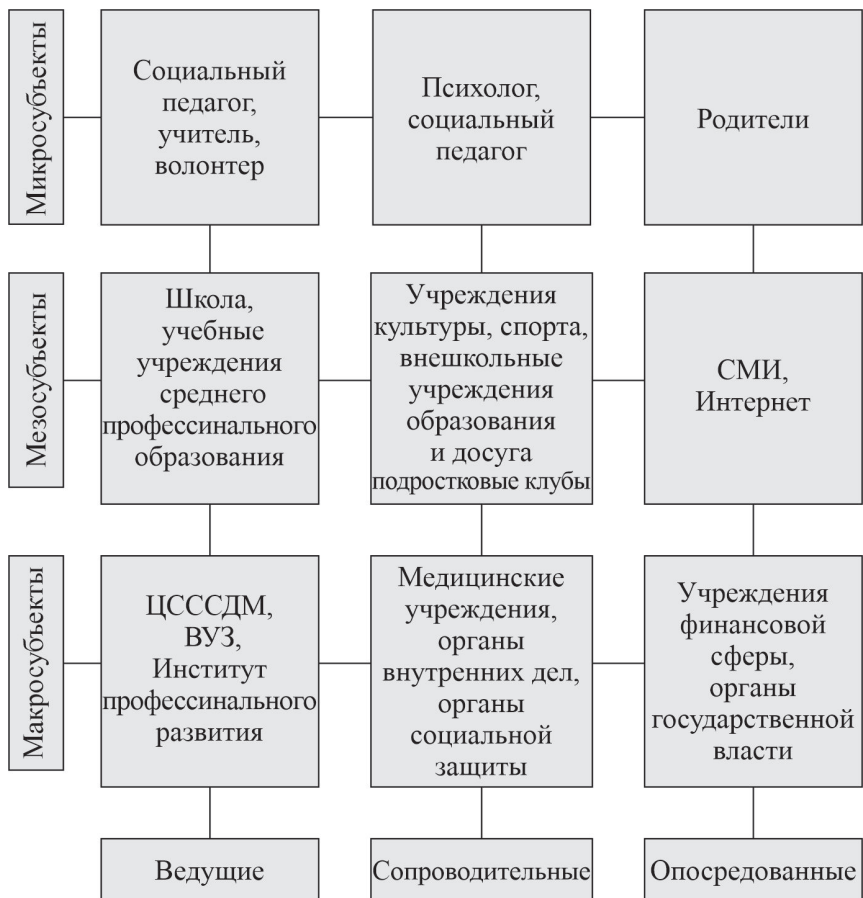 Микросубъекты
Социальный
педагог,
учитель,
волонтер
Психолог,
социальный
педагог
Родители
Мезосубъекты
Школа,
учебные
учреждения
среднего
профессинального
образования
Учреждения
культуры, спорта,
внешкольные
учреждения
образования
и досуга
подростковые клубы
СМИ,
Интернет
Макросубъекты
ЦСССДМ,
ВУЗ,
Институт
профессинального
развития
Медицинские
учреждения,
органы
внутренних дел,
органы
социальной
защиты
Учреждения
финансовой
сферы,
органы
государственной
власти
Ведущие
Сопроводительные
Опосредованные